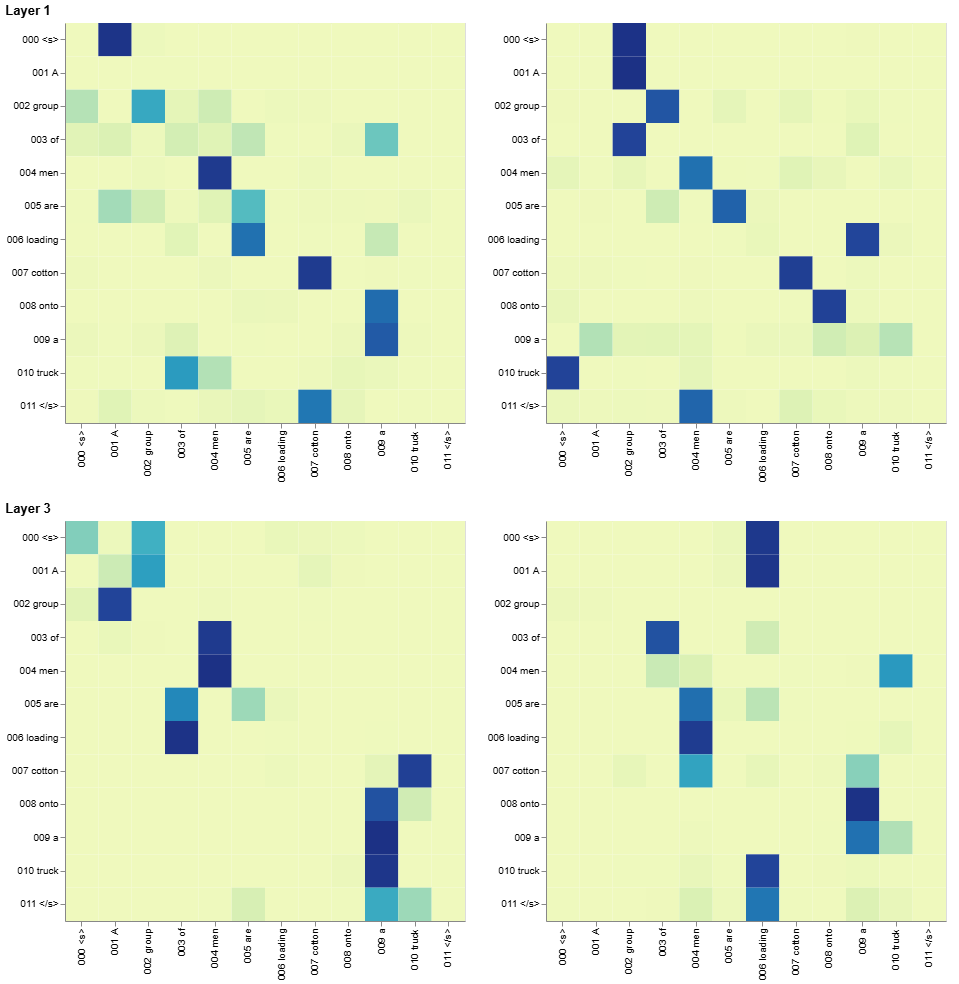 Layer 1
000 <s>
001 A
002 group
003 of
004 men
005 are
006 loading
007 cotton
008 onto
009 a
010 truck
011 </s>
000 <s>
001 A
002 group
003 of
004 men
005 are
006 loading
007 cotton
008 onto
009 a
010 truck
011 </s>
000 <s>
001 A
002 group
003 of
004 men
005 are
006 loading
007 cotton
008 onto
009 a
010 truck
011 </s>
000 <s>
001 A
002 group
003 of
004 men
005 are
006 loading
007 cotton
008 onto
009 a
010 truck
011 </s>
Layer 3
000 <s>
001 A
002 group
003 of
004 men
005 are
006 loading
007 cotton
008 onto
009 a
010 truck
011 </s>
000 <s>
001 A
002 group
003 of
004 men
005 are
006 loading
007 cotton
008 onto
009 a
010 truck
011 </s>
000 <s>
001 A
002 group
003 of
004 men
005 are
006 loading
007 cotton
008 onto
009 a
010 truck
011 </s>
000 <s>
001 A
002 group
003 of
004 men
005 are
006 loading
007 cotton
008 onto
009 a
010 truck
011 </s>